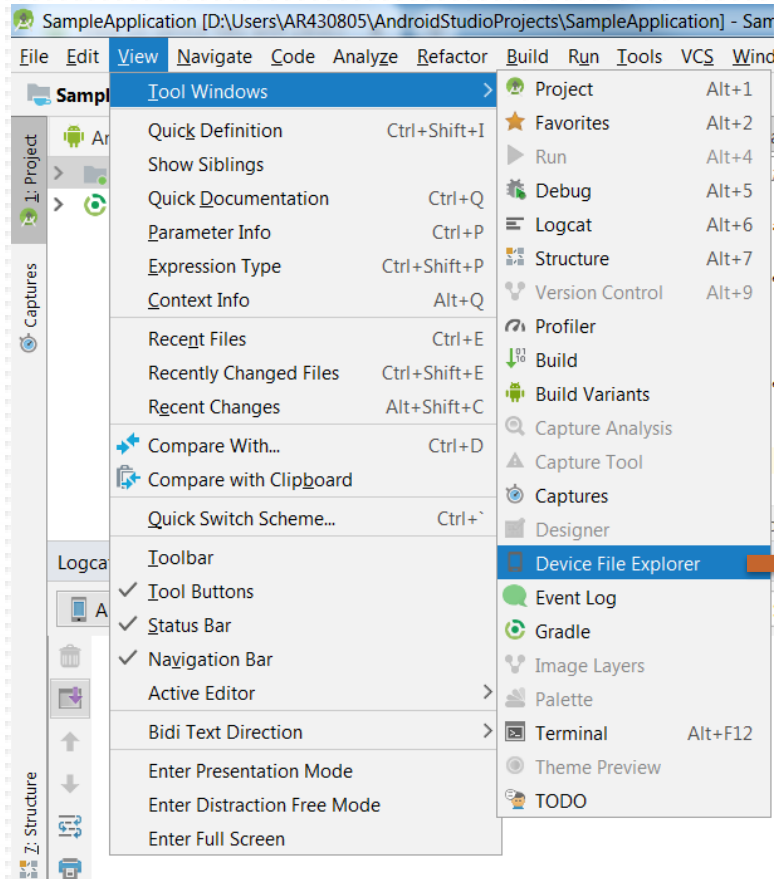 SampleApplication [D:\Users\AR430805\AndroidStudioProjects\SampleApplication] - Sam
File Edit View Navigate Code Analyze Refactor Build Run Tools VCS Wind
Sampl
1: Project
Captures
7: Structure
Tool Windows
Quick Definition Ctrl+Shift+I
Show Siblings
Quick Documentation Ctrl+Q
Parameter Info Ctrl+P
Expression Type Ctrl+Shift+P
Context Info Alt+Q
Recent Files Ctrl+E
Recently Changed Files Ctrl+Shift+E
Recent Changes Alt+Shift+C
Compare With... Ctrl+D
Compare with Clipboard
Quick Switch Scheme... Ctrl+`
Toolbar
Tool Buttons
Status Bar
Navigation Bar
Active Editor
Bidi Text Direction
Enter Presentation Mode
Enter Distraction Free Mode
Enter Full Screen
Project Alt+1
Favorites Alt+2
Run Alt+4
Debug Alt+5
Logcat Alt+6
Structure Alt+7
Version Control Alt+9
Profiler
Build
Build Variants
Capture Analysis
Capture Tool
Captures
Designer
Device File Explorer
Event Log
Gradle
Image Layers
Palette
Terminal Alt+F12
Theme Preview
TODO
Ar
Logca
A